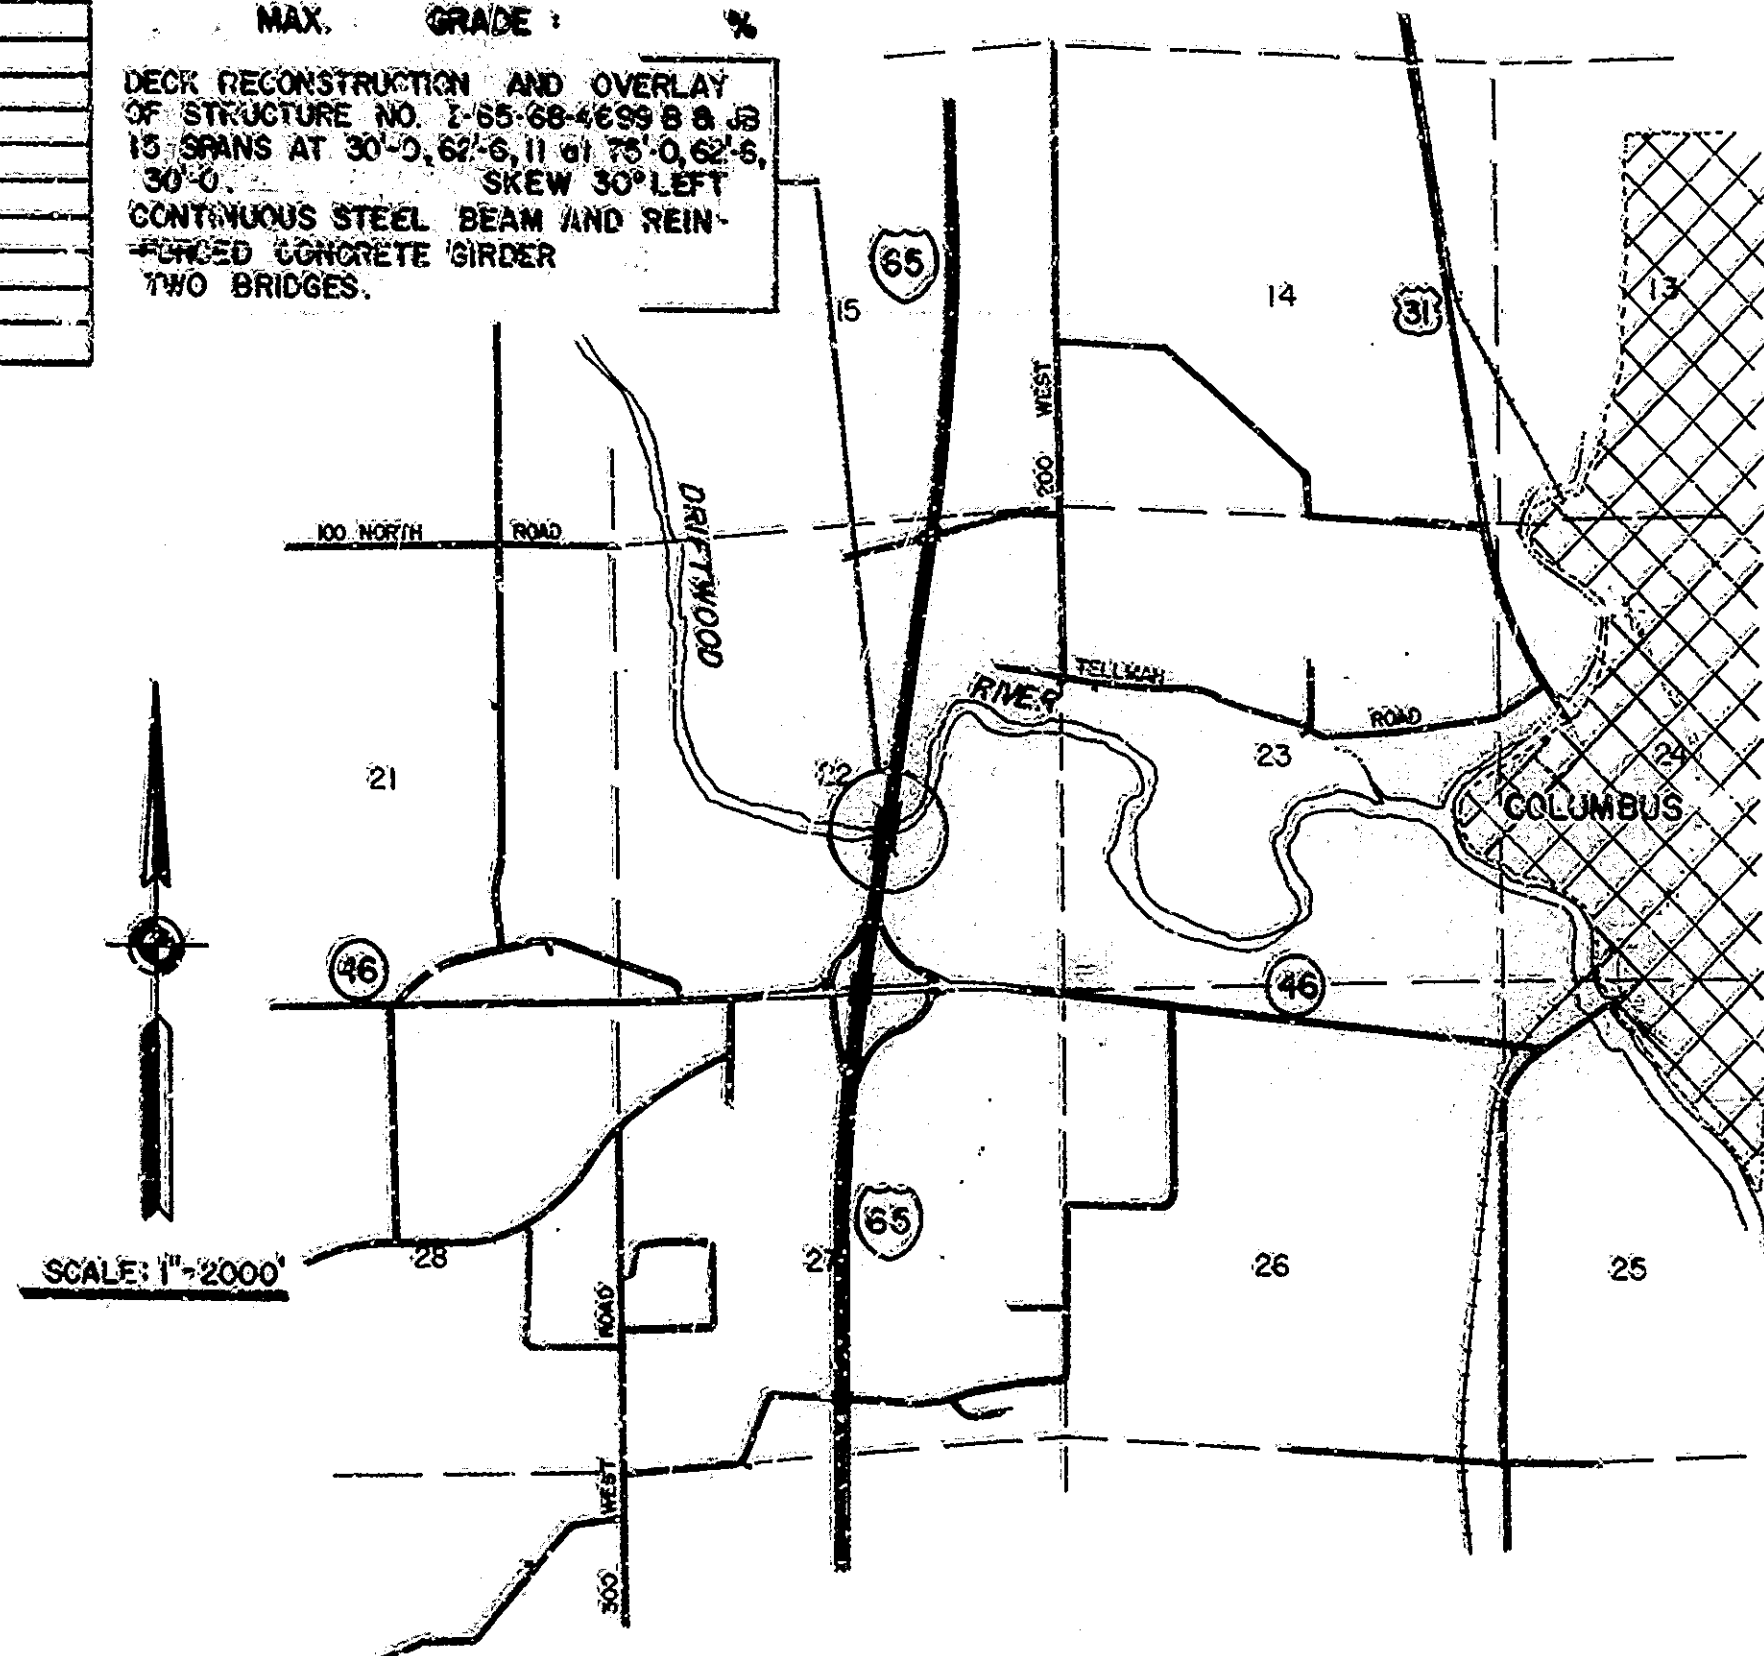 MAX. GRADE : %
DECK RECONSTRUCTION AND OVERLAY
OF STRUCTURE NO. I-65-68-4699 B & JB
15 SPANS AT 30'-0, 62'-6, 11 at 75'-0, 62'-6,
30'-0. SKEW 30° LEFT
CONTINUOUS STEEL BEAM AND REIN-
CONCRETE GIRDER
TWO BRIDGES.
65
15
14
31
13
WEST
200
100 NORTH ROAD
DRIFTWOOD
RIVER
ROAD
21
22
23
24
COLUMBUS
46
46
65
SCALE: 1"-2000'
28
27
26
25
ROAD
WEST
300